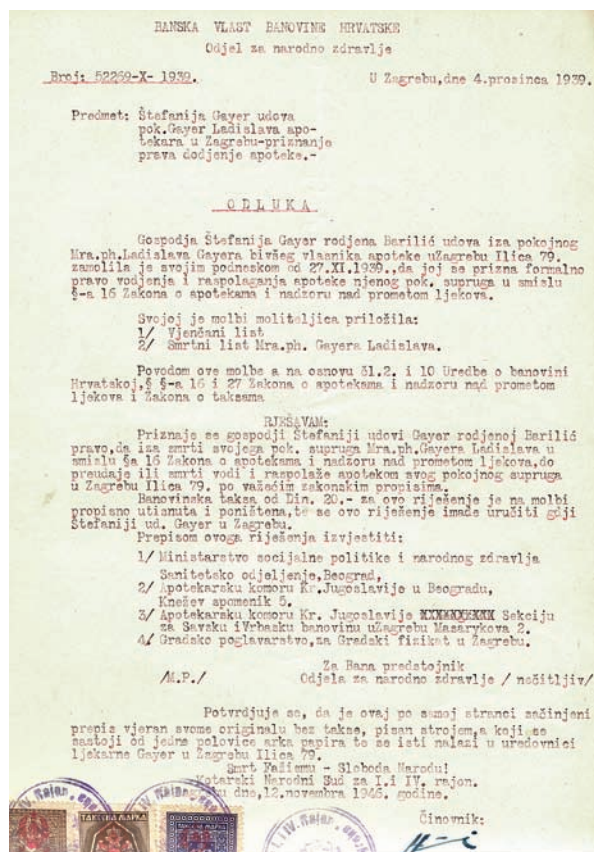 BANSKA VLAST BANOVINE HRVATSKE
Odjel za narodno zdravlje
Broj: 52269-X- 1939.
U Zagrebu,dne 4.prosinca 1939.
Predmet: Štefanija Gayer udova
pok.Gayer Ladislava apo-
tekara u Zagrebu-priznanje
prava dodjenje apoteke.-
ODLUKA
Gospodja Štefanija Gayer rodjena Barilić udova iza pokojnog
Mra.ph.Ladislava Gayera bivšeg vlasnika apoteke uZagrebu Ilica 79.
zamolila je svojim podneskom od 27.XI.1939.,da joj se prizna formalno
pravo vodjenja i raspolaganja apoteke njenog pok. supruga u smislu
§-a 16 Zakona o apotekama i nadzoru nad prometom ljekova.
Svojoj je molbi moliteljica priložila:
1/ Vjenčani list
2/ Smrtni list Mra.ph. Gayera Ladislava.
Povodom ove molbe a na osnovu čl.2. i 10 Uredbe o banovini
Hrvatskoj,§ §-a 16 i 27 Zakona o apotekama i nadzoru nad prometom
ljekova i Zakona o taksama
RJEŠAVAM:
Priznaje se gospodji Štefaniji udovi Gayer rodjenoj Barilić
pravo,da iza smrti svojega pok. supruga Mra.ph.Gayera Ladislava u
smislu §a 16 Zakona o apotekama i nadzoru nad prometom ljekova,do
preudaje ili smrti vodi i raspolaže apotekom svog pokojnog supruga
u Zagrebu Ilica 79. po važećim zakonskim propisima.
Banovinska taksa od Din. 20,- za ovo riješenje je na molbi
propisno utisnuta i poništena,te se ovo riješenje imade uručiti gdji
Štefaniji ud. Gayer u Zagrebu.
Prepisom ovoga riješenja izvjestiti:
1/ Ministarstvo socijalne politike i narodnog zdravlja
Sanitetsko odjeljenje,Beograd,
2/ Apotekarsku komoru Kr.Jugoslavije u Beogradu,
Knežev spomenik 5.
3/ Apotekarsku komoru Kr. Jugoslavije Sekciju
za Savsku iVrbasku banovinu uZagrebu Masarykova 2.
4/ Gradsko poglavarstvo,za Gradski fizikat u Zagrebu.
Za Bana predstojnik
/M.P./ Odjela za narodno zdravlje / nečitljiv/
Potvrdjuje se, da je ovaj po samoj stranci začinjeni
prepis vjeran svome originalu bez takse, pisan strojem,a koji se
sastoji od jedne polovice arka papira te se isti nalazi u uredovnici
ljekarne Gayer u Zagrebu Ilica 79.
Smrt Fašizmu - Sloboda Narodu!
Kotarski Narodni Sud za I.i IV. rajon.
dne,12.novembra 1946. godine.
Činovnik:
TAKSENA MARKA
TAKSENA MARKA